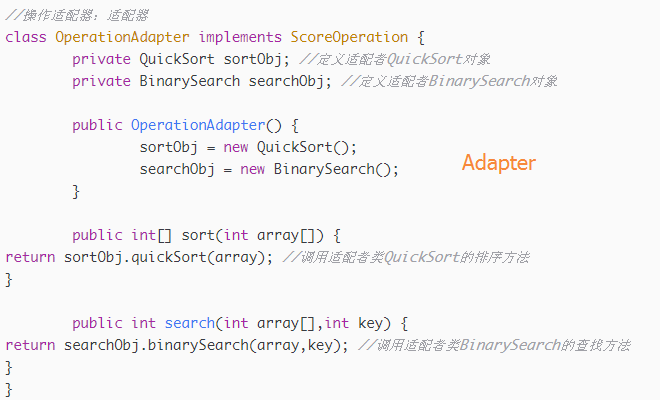 //操作适配器：适配器
class OperationAdapter implements ScoreOperation {
private QuickSort sortObj; //定义适配者QuickSort对象
private BinarySearch searchObj; //定义适配者BinarySearch对象
public OperationAdapter() {
sortObj = new QuickSort();
searchObj = new BinarySearch();
Adapter
}
public int[] sort(int array[]) {
return sortObj.quickSort(array); //调用适配者类QuickSort的排序方法
}
public int search(int array[],int key) {
return searchObj.binarySearch(array,key); //调用适配者类BinarySearch的查找方法
}
}